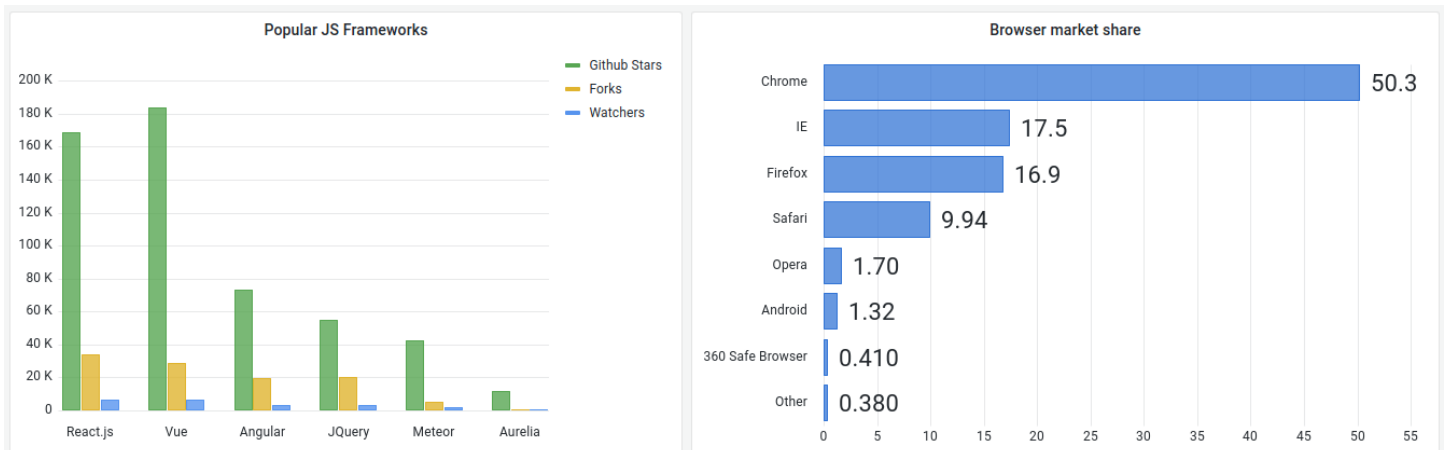 Popular JS Frameworks
Github Stars
Forks
Watchers
200 K
180 K
160 K
140 K
120 K
100 K
80 K
60 K
40 K
20 K
0
React.js Vue Angular JQuery Meteor Aurelia
Browser market share
Chrome 50.3
IE 17.5
Firefox 16.9
Safari 9.94
Opera 1.70
Android 1.32
360 Safe Browser 0.410
Other 0.380
0 5 10 15 20 25 30 35 40 45 50 55